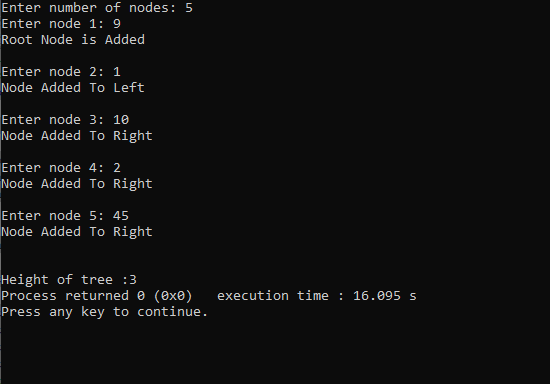 Enter number of nodes: 5
Enter node 1: 9
Root Node is Added
Enter node 2: 1
Node Added To Left
Enter node 3: 10
Node Added To Right
Enter node 4: 2
Node Added To Right
Enter node 5: 45
Node Added To Right
Height of tree :3
Process returned 0 (0x0)   execution time : 16.095 s
Press any key to continue.